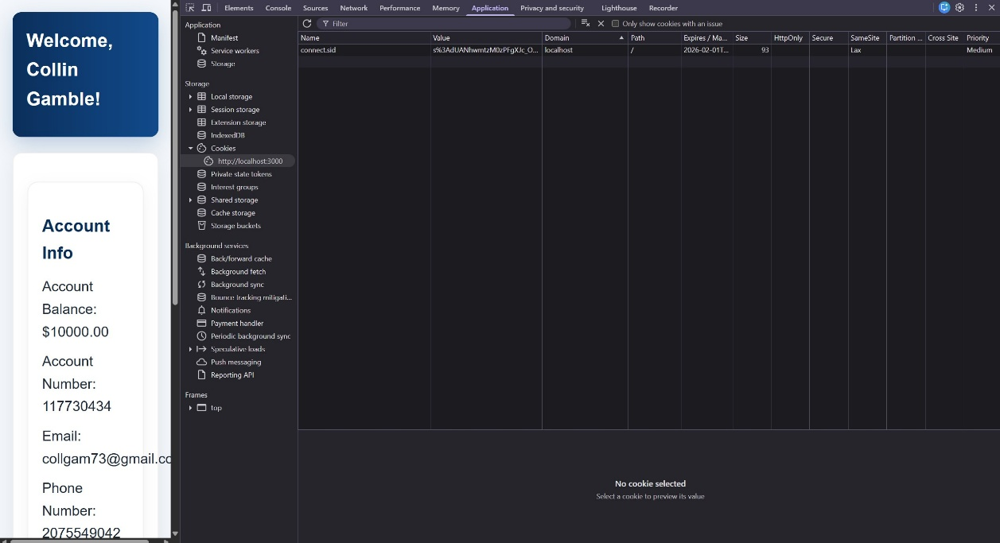 Welcome,
Collin
Gamble!
Account
Info
Account
Balance:
$10000.00
Account
Number:
117730434
Email:
collgam73@gmail.co
Phone
Number:
2075549042
Elements Console Sources Network Performance Memory Application Privacy and security Lighthouse Recorder
Application
Manifest
Service workers
Storage
Storage
Local storage
Session storage
Extension storage
IndexedDB
Cookies
http://localhost:3000
Private state tokens
Interest groups
Shared storage
Cache storage
Storage buckets
Background services
Back/forward cache
Background fetch
Background sync
Bounce tracking mitigati...
Notifications
Payment handler
Periodic background sync
Speculative loads
Push messaging
Reporting API
Frames
top
Filter Only show cookies with an issue
Name Value Domain Path Expires / Ma... Size HttpOnly Secure SameSite Partition ... Cross Site Priority
connect.sid s%3AdUANhwmtzM0zPFgXJc_O... localhost / 2026-02-01T... 93 Lax Medium
No cookie selected
Select a cookie to preview its value